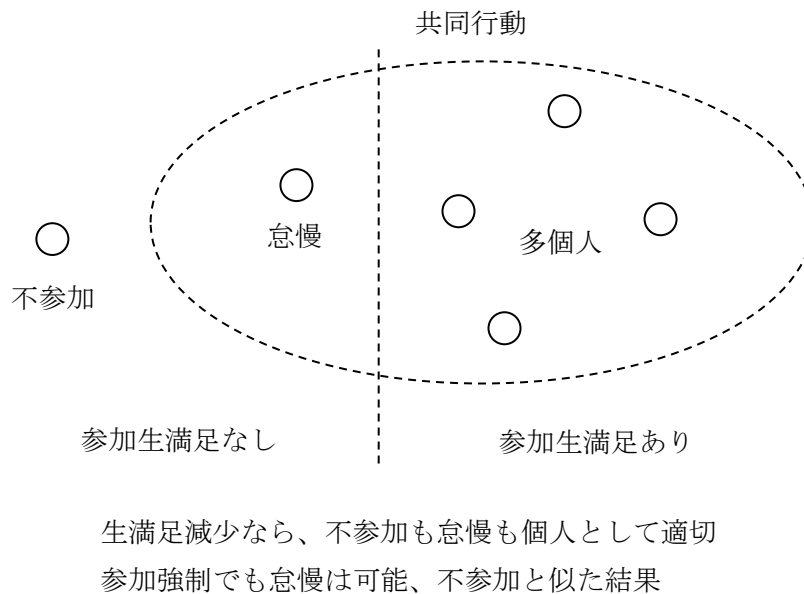 共同行動
怠慢
多個人
不参加
参加生満足なし
参加生満足あり
生満足減少なら、不参加も怠慢も個人として適切
参加強制でも怠慢は可能、不参加と似た結果